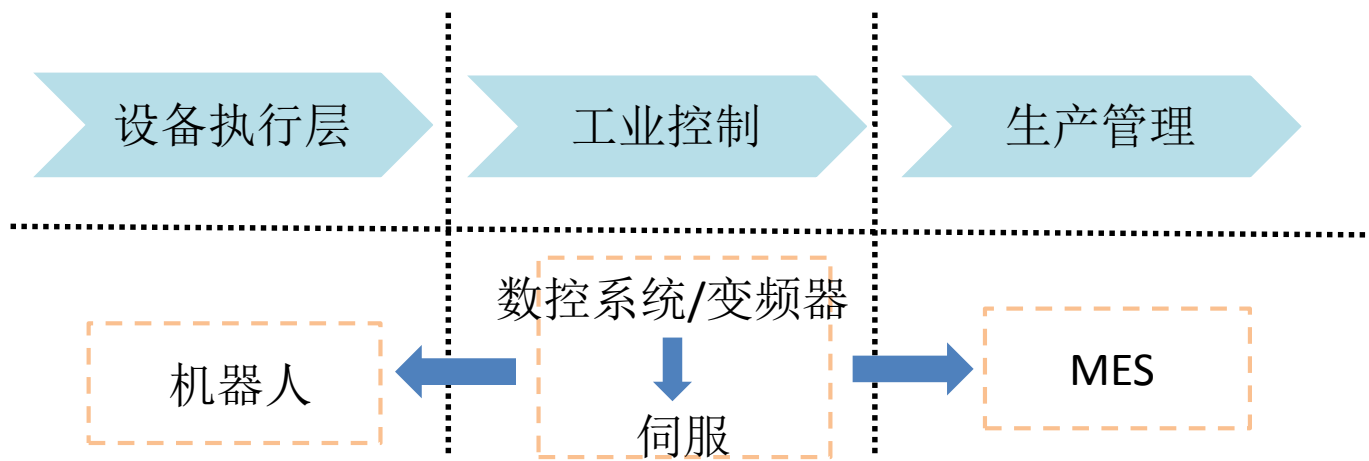 设备执行层
工业控制
生产管理
数控系统/变频器
机器人
MES
伺服